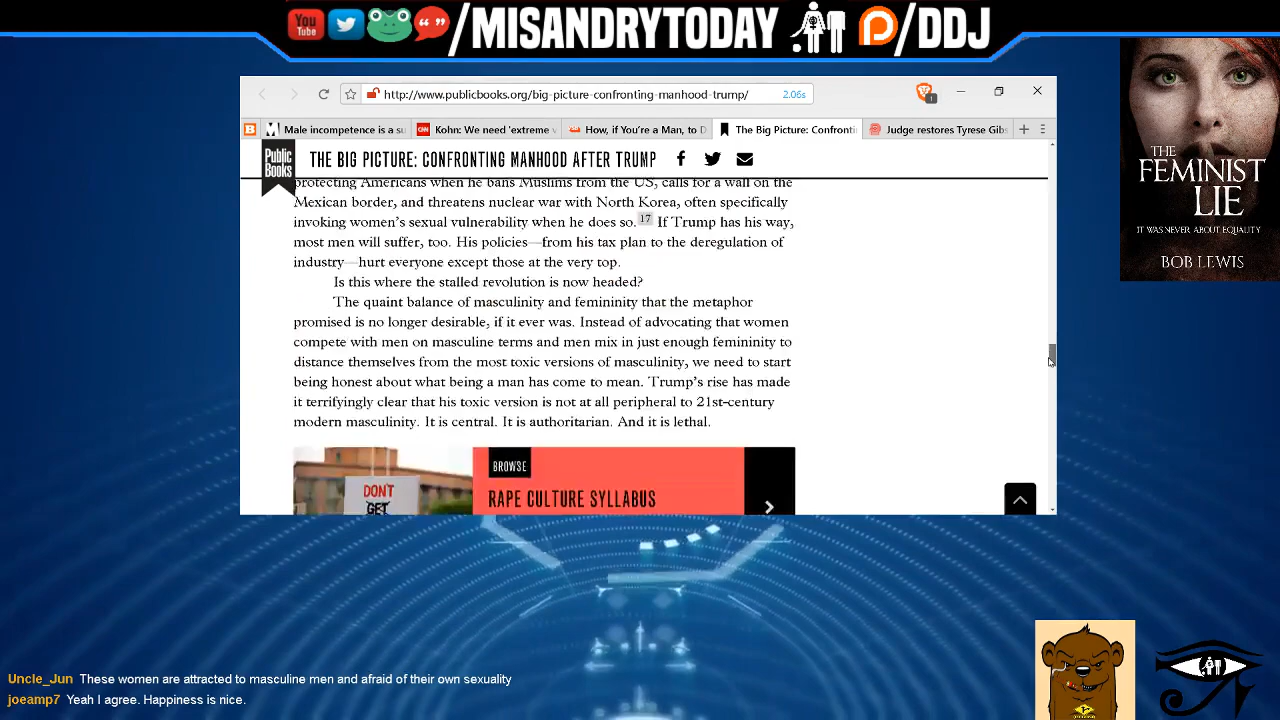 You
Tube
/MISANDRYTODAY
/DDJ
http://www.publicbooks.org/big-picture-confronting-manhood-trump/
2.06s
1
Male incompetence is a su
CNN
Kohn: We need 'extreme v
How, if You're a Man, to D
The Big Picture: Confronti
Judge restores Tyrese Gibs
Public
Books
THE BIG PICTURE: CONFRONTING MANHOOD AFTER TRUMP
protecting Americans when he bans Muslims from the US, calls for a wall on the
Mexican border, and threatens nuclear war with North Korea, often specifically
invoking women's sexual vulnerability when he does so. 17 If Trump has his way,
most men will suffer, too. His policies—from his tax plan to the deregulation of
industry—hurt everyone except those at the very top.
Is this where the stalled revolution is now headed?
The quaint balance of masculinity and femininity that the metaphor
promised is no longer desirable, if it ever was. Instead of advocating that women
compete with men on masculine terms and men mix in just enough femininity to
distance themselves from the most toxic versions of masculinity, we need to start
being honest about what being a man has come to mean. Trump's rise has made
it terrifyingly clear that his toxic version is not at all peripheral to 21st-century
modern masculinity. It is central. It is authoritarian. And it is lethal.
DON'T
GET
BROWSE
RAPE CULTURE SYLLABUS
THE
FEMINIST
LIE
IT WAS NEVER ABOUT EQUALITY
BOB LEWIS
Uncle_Jun These women are attracted to masculine men and afraid of their own sexuality
joeamp7 Yeah I agree. Happiness is nice.